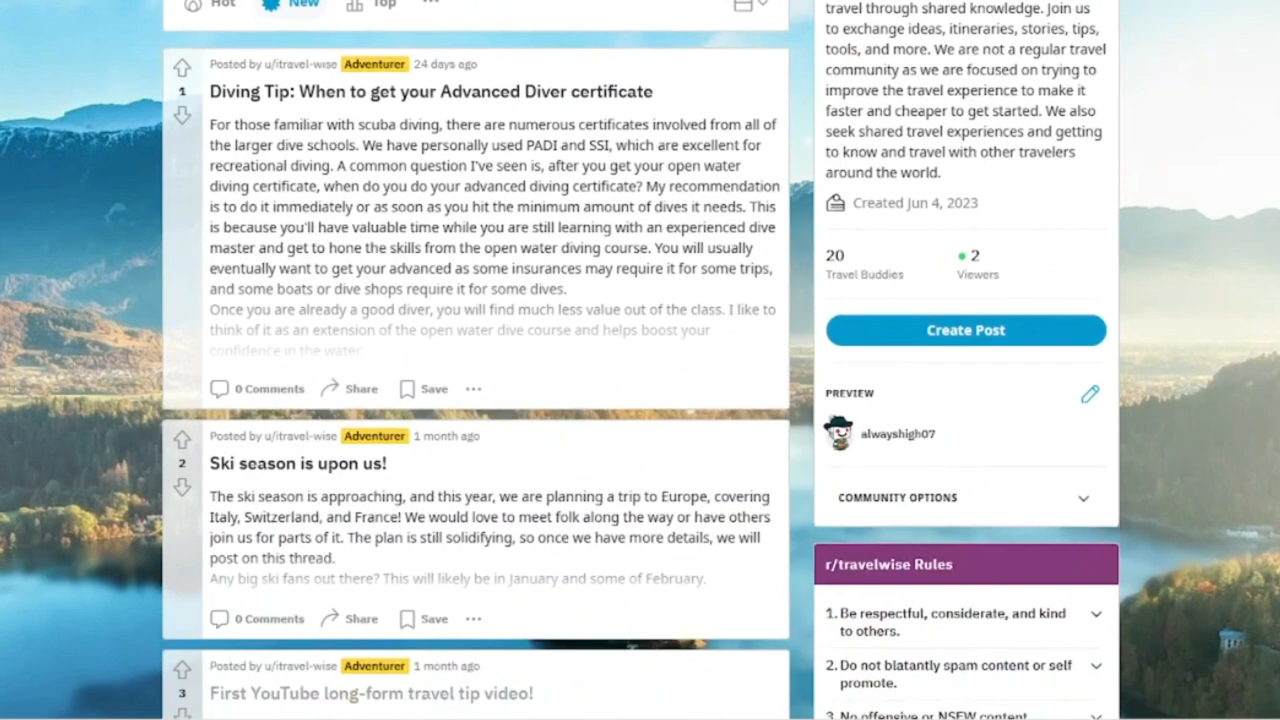 Hot New Top ...
1
Posted by u/itravel-wise Adventurer 24 days ago
Diving Tip: When to get your Advanced Diver certificate
For those familiar with scuba diving, there are numerous certificates involved from all of
the larger dive schools. We have personally used PADI and SSI, which are excellent for
recreational diving. A common question I've seen is, after you get your open water
diving certificate, when do you do your advanced diving certificate? My recommendation
is to do it immediately or as soon as you hit the minimum amount of dives it needs. This
is because you'll have valuable time while you are still learning with an experienced dive
master and get to hone the skills from the open water diving course. You will usually
eventually want to get your advanced as some insurances may require it for some trips,
and some boats or dive shops require it for some dives.
Once you are already a good diver, you will find much less value out of the class. I like to
think of it as an extension of the open water dive course and helps boost your
confidence in the water.
0 Comments Share Save ...
2
Posted by u/itravel-wise Adventurer 1 month ago
Ski season is upon us!
The ski season is approaching, and this year, we are planning a trip to Europe, covering
Italy, Switzerland, and France! We would love to meet folk along the way or have others
join us for parts of it. The plan is still solidifying, so once we have more details, we will
post on this thread.
Any big ski fans out there? This will likely be in January and some of February.
0 Comments Share Save ...
3
Posted by u/itravel-wise Adventurer 1 month ago
First YouTube long-form travel tip video!
travel through shared knowledge. Join us
to exchange ideas, itineraries, stories, tips,
tools, and more. We are not a regular travel
community as we are focused on trying to
improve the travel experience to make it
faster and cheaper to get started. We also
seek shared travel experiences and getting
to know and travel with other travelers
around the world.
Created Jun 4, 2023
20 2
Travel Buddies Viewers
Create Post
PREVIEW
alwayshigh07
COMMUNITY OPTIONS
r/travelwise Rules
1. Be respectful, considerate, and kind
to others.
2. Do not blatantly spam content or self
promote.
3. No offensive or NSFW content.